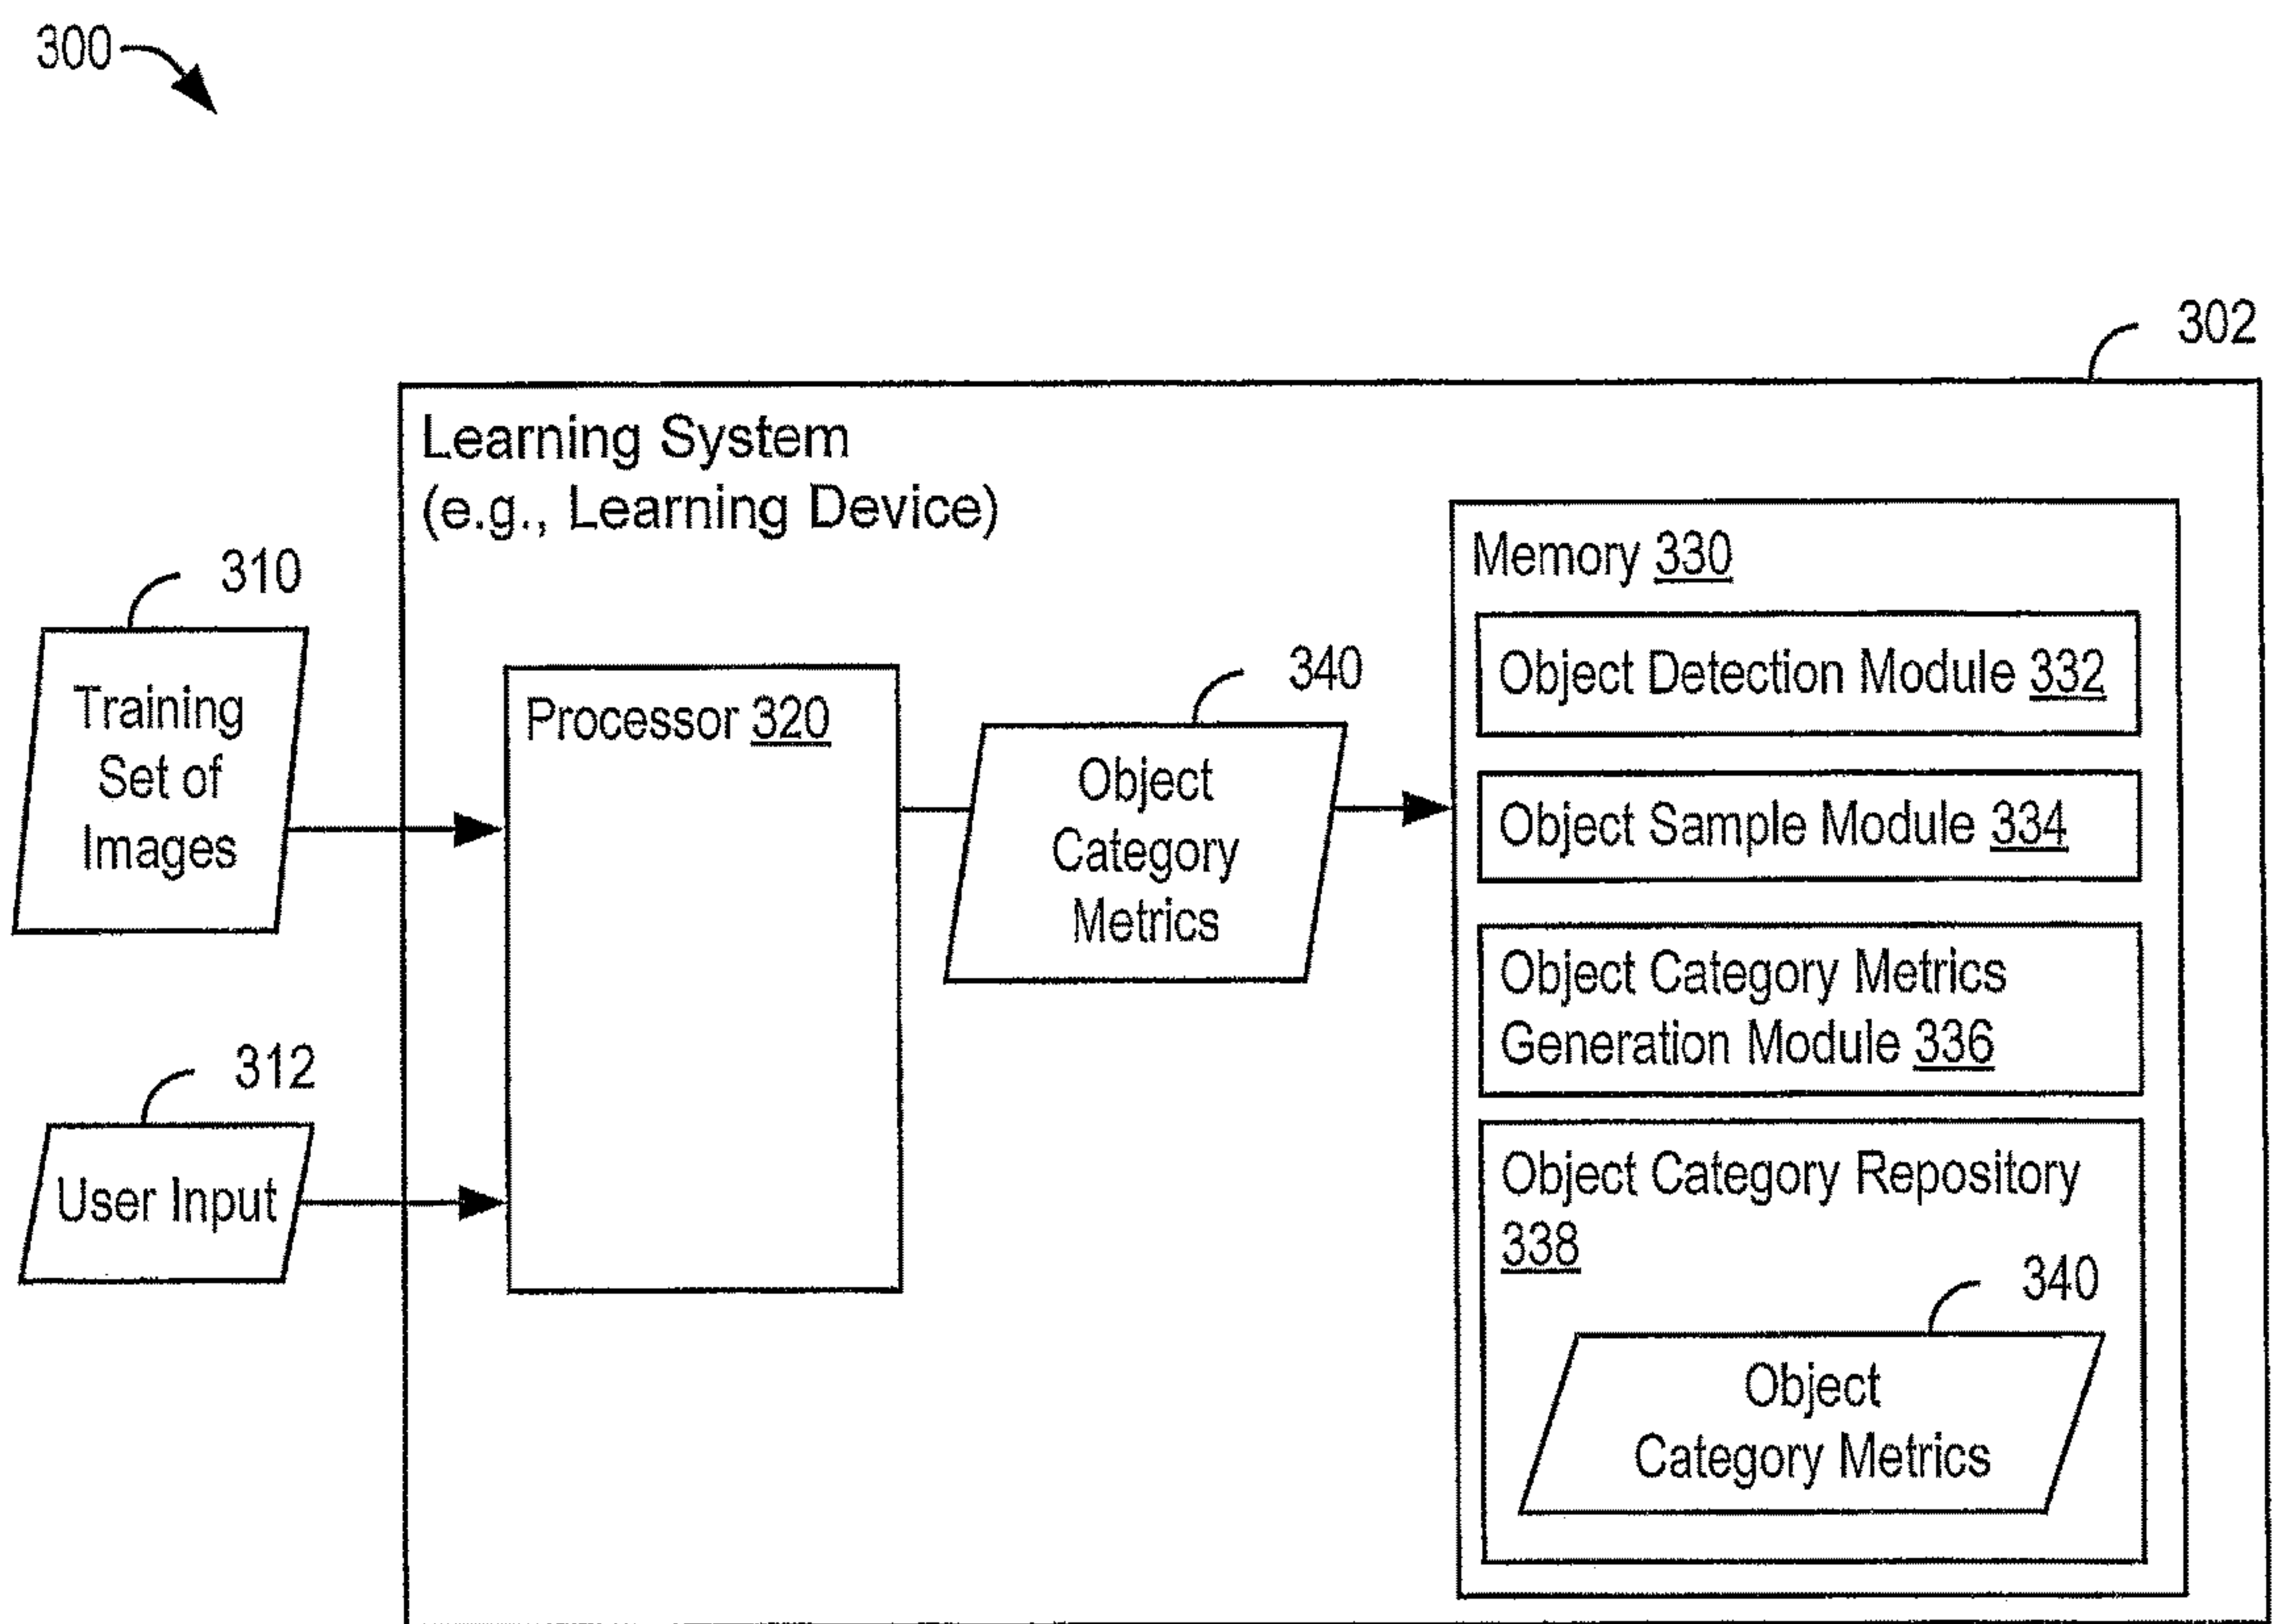 300
302
Learning System
(e.g., Learning Device)
310
Training
Set of
Images
312
User Input
Processor 320
340
Object
Category
Metrics
Memory 330
Object Detection Module 332
Object Sample Module 334
Object Category Metrics
Generation Module 336
Object Category Repository
338
340
Object
Category Metrics